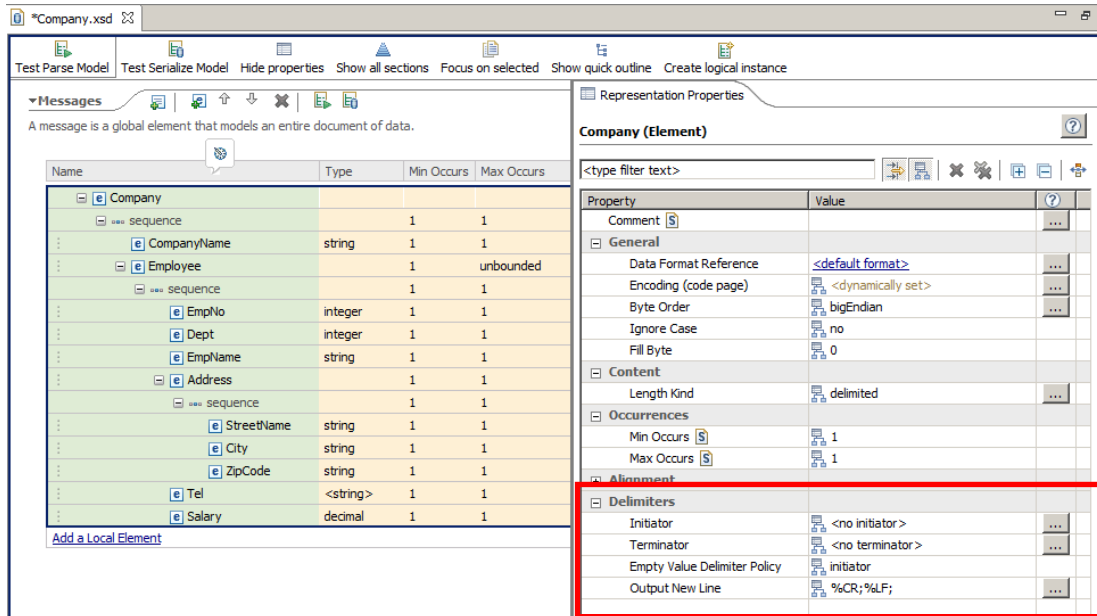 *Company.xsd
Test Parse Model Test Serialize Model Hide properties Show all sections Focus on selected Show quick outline Create logical instance
Messages
A message is a global element that models an entire document of data.
Name Type Min Occurs Max Occurs
e Company
sequence 1 1
e CompanyName string 1 1
e Employee 1 unbounded
sequence 1 1
e EmpNo integer 1 1
e Dept integer 1 1
e EmpName string 1 1
e Address 1 1
sequence 1 1
e StreetName string 1 1
e City string 1 1
e ZipCode string 1 1
e Tel <string> 1 1
e Salary decimal 1 1
Add a Local Element
Representation Properties
Company (Element)
<type filter text>
Property Value
Comment S ...
General
Data Format Reference <default format> ...
Encoding (code page) <dynamically set> ...
Byte Order bigEndian ...
Ignore Case no
Fill Byte 0
Content
Length Kind delimited ...
Occurrences
Min Occurs S 1
Max Occurs S 1
Alignment
Delimiters
Initiator <no initiator> ...
Terminator <no terminator> ...
Empty Value Delimiter Policy initiator
Output New Line %CR;%LF; ...